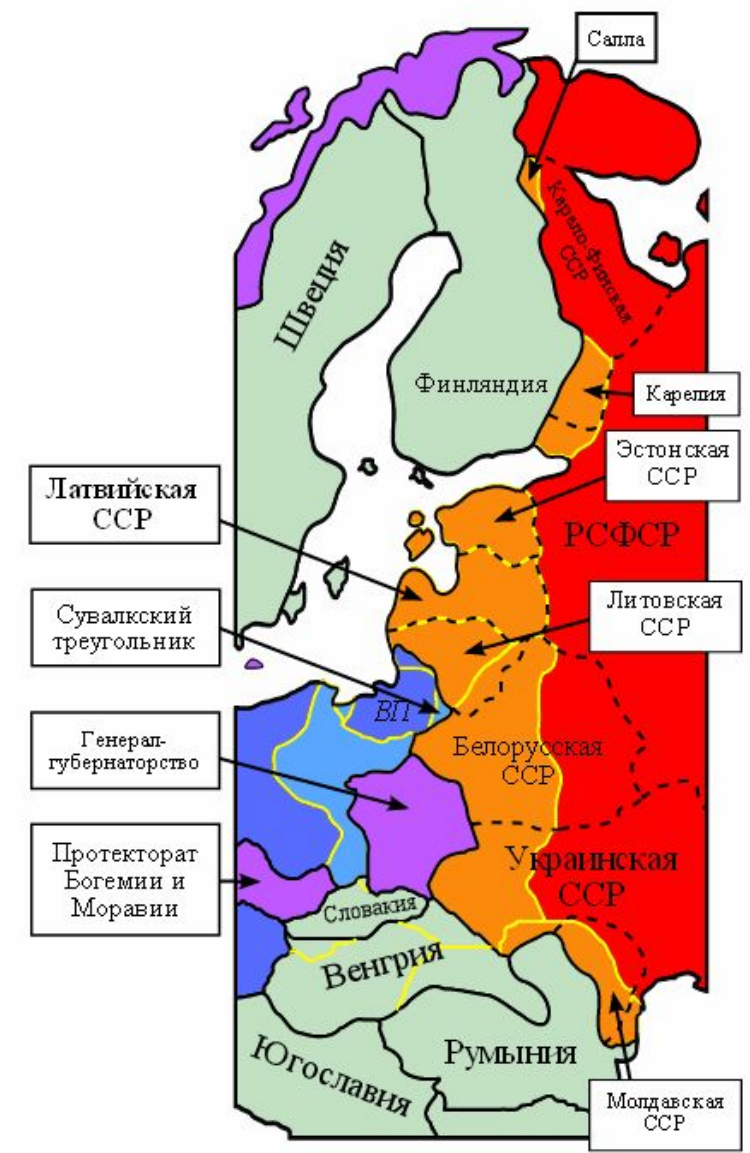 Салла
Карело-Финская
ССР
Швеция
Финляндия
Карелия
Эстонская
ССР
Латвийская
ССР
РСФСР
Литовская
ССР
Сувалкский
треугольник
ВП
Генерал-
губернаторство
Белорусская
ССР
Протекторат
Богемии и
Моравии
Украинская
ССР
Словакия
Венгрия
Румыния
Югославия
Молдавская
ССР